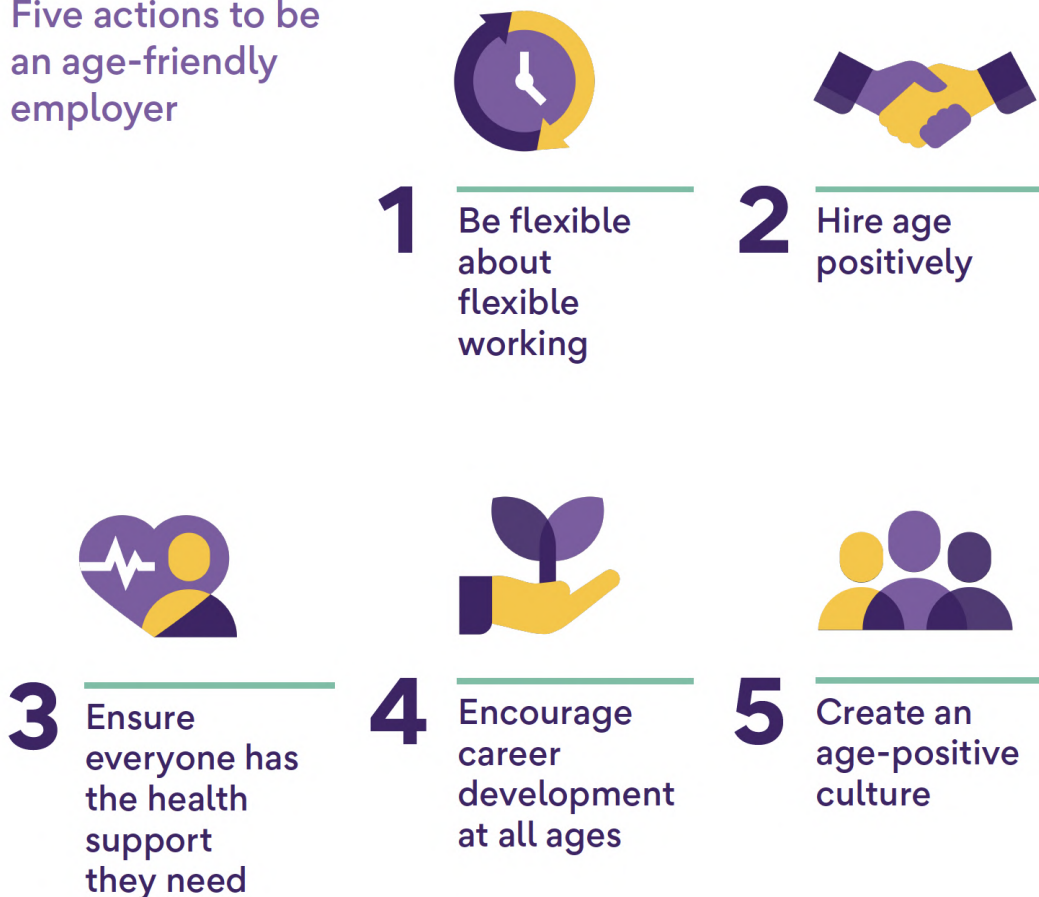 Five actions to be
an age-friendly
employer
1
Be flexible
about
flexible
working
2
Hire age
positively
3
Ensure
everyone has
the health
support
they need
4
Encourage
career
development
at all ages
5
Create an
age-positive
culture